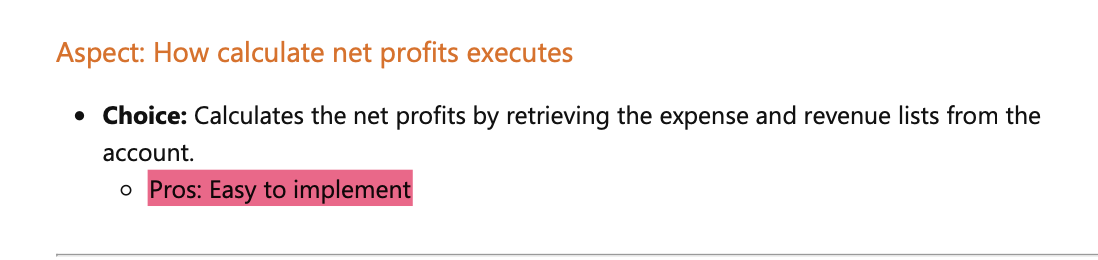 Aspect: How calculate net profits executes
• Choice: Calculates the net profits by retrieving the expense and revenue lists from the
account.
○ Pros: Easy to implement